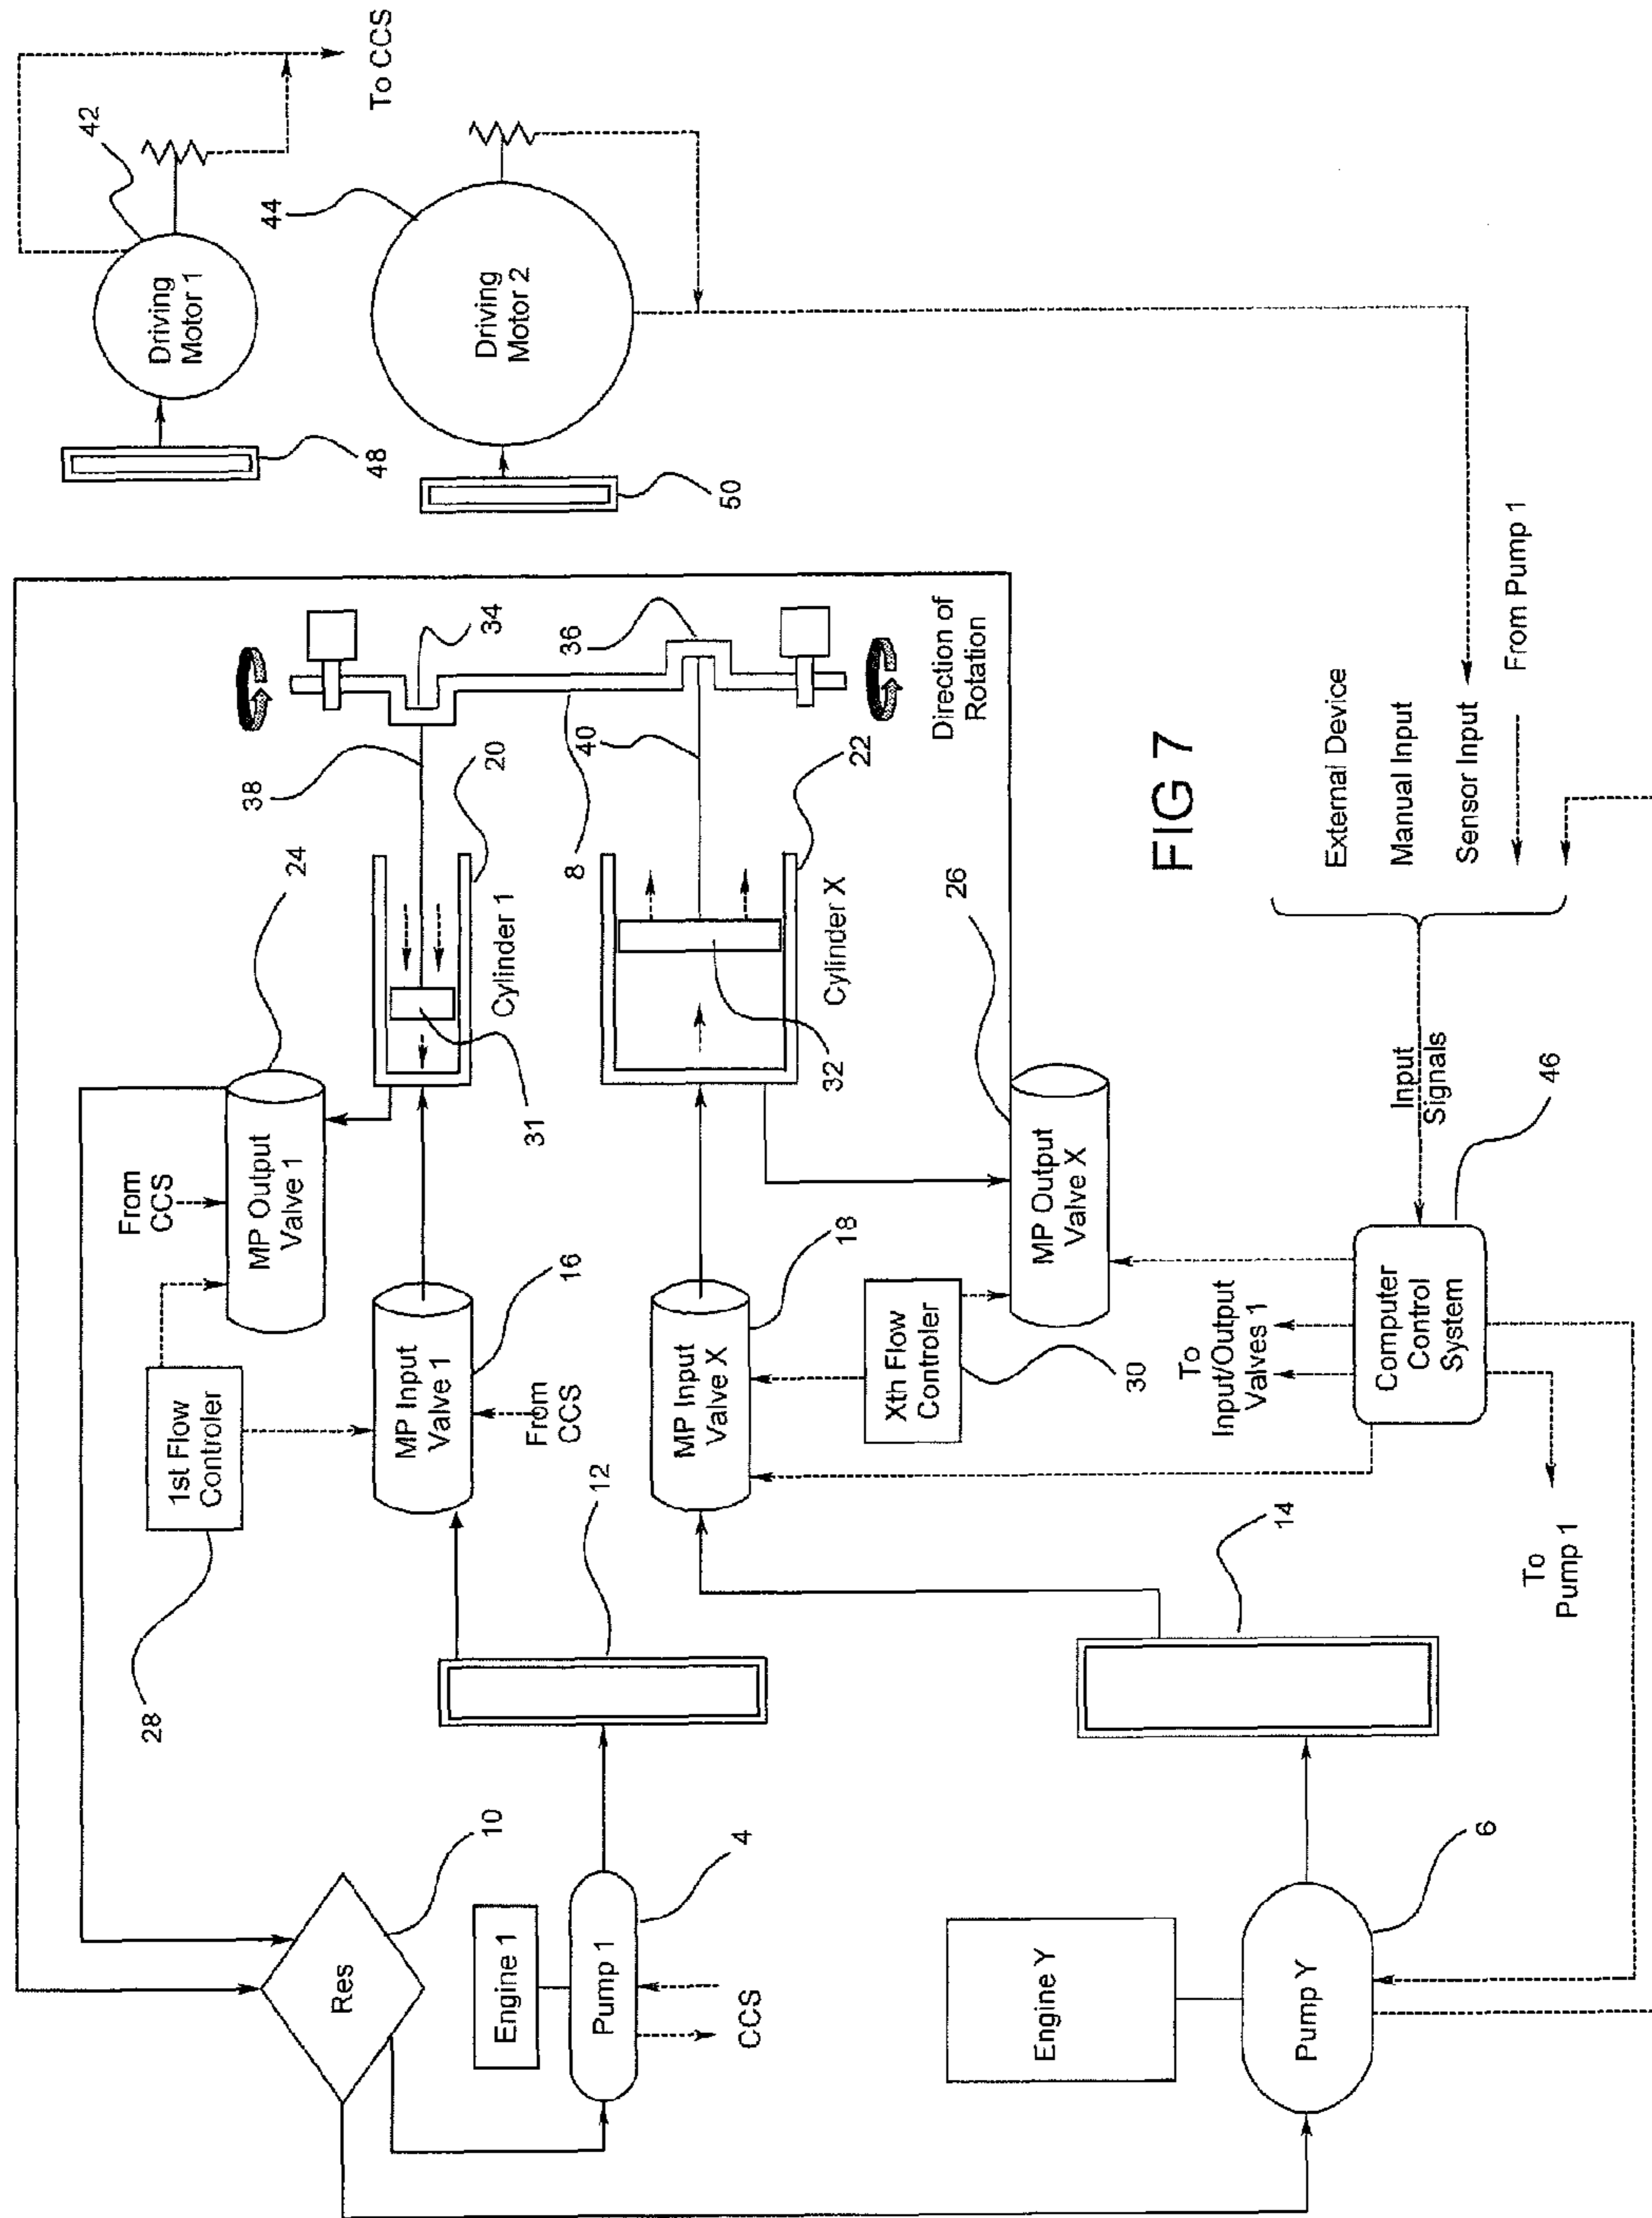 42
Driving
Motor 1
To CCS
48
44
Driving
Motor 2
50
24
From
CCS
MP Output
Valve 1
1st Flow
Controler
28
38
34
20
Cylinder 1
31
MP Input
Valve 1
16
From
CCS
12
10
Res
Engine 1
Pump 1
4
CCS
8
40
36
Direction of
Rotation
22
Cylinder X
32
18
MP Input
Valve X
26
MP Output
Valve X
Xth Flow
Controler
30
14
Engine Y
Pump Y
6
FIG 7
External Device
Manual Input
Sensor Input
From Pump 1
Input
Signals
46
Computer
Control
System
To
Input/Output
Valves 1
To
Pump 1